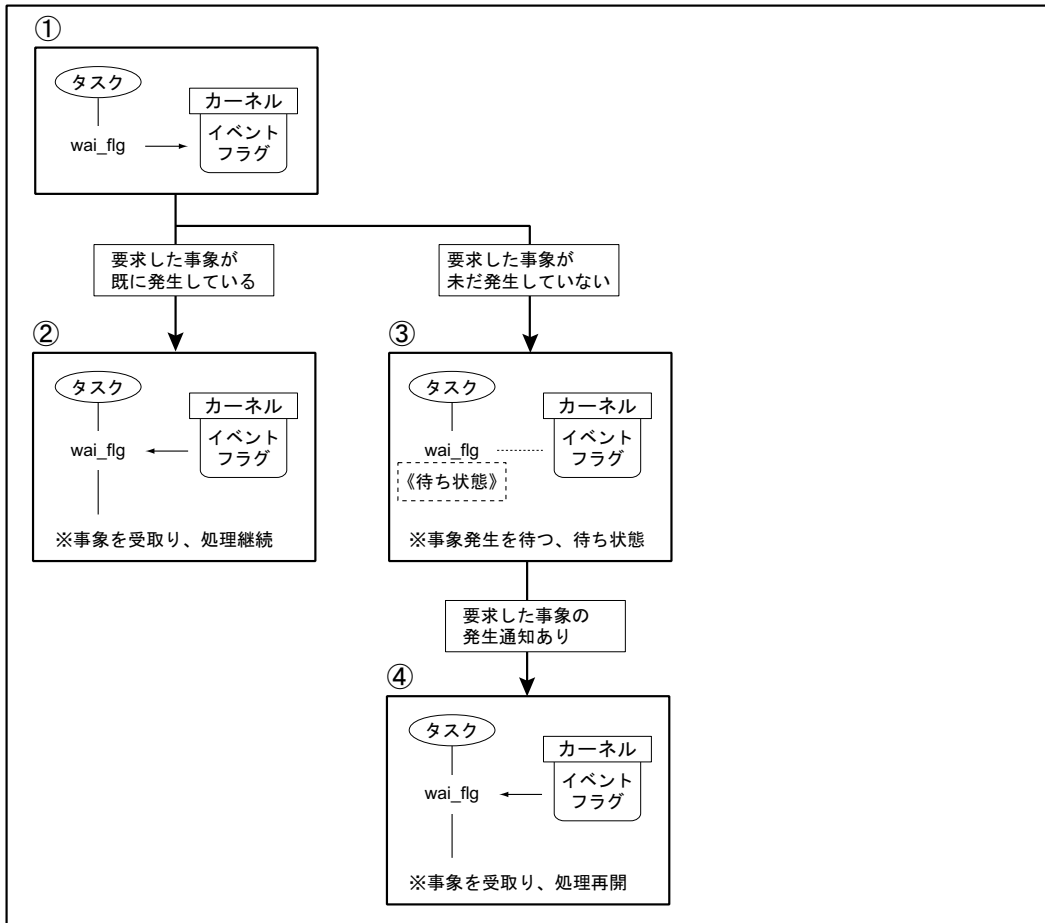 ①
タスク
カーネル
wai_flg
イベント
フラグ
要求した事象が
既に発生している
要求した事象が
未だ発生していない
②
タスク
カーネル
wai_flg
イベント
フラグ
※事象を受取り、処理継続
③
タスク
カーネル
wai_flg
イベント
フラグ
《待ち状態》
※事象発生を待つ、待ち状態
要求した事象の
発生通知あり
④
タスク
カーネル
wai_flg
イベント
フラグ
※事象を受取り、処理再開